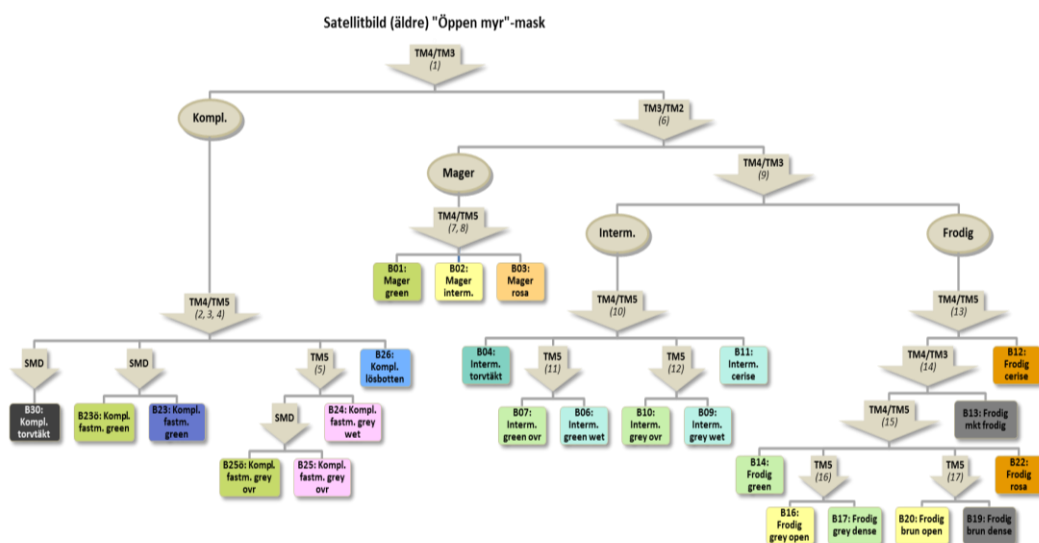 Satellitbild (äldre) "Öppen myr"-mask
TM4/TM3
(1)
Kompl.
TM3/TM2
(6)
Mager
TM4/TM3
(9)
TM4/TM5
(7, 8)
Interm.
Frodig
B01:
Mager
green
B02:
Mager
interm.
B03:
Mager
rosa
TM4/TM5
(2, 3, 4)
TM4/TM5
(10)
TM4/TM5
(13)
SMD
SMD
TM5
(5)
B26:
Kompl.
lösbotten
B04:
Interm.
torvtäkt
TM5
(11)
TM5
(12)
B11:
Interm.
cerise
TM4/TM3
(14)
B12:
Frodig
cerise
B30:
Kompl.
torvtäkt
B23ö: Kompl.
fastm. green
B23: Kompl.
fastm.
green
SMD
B24: Kompl.
fastm. grey
wet
B07:
Interm.
green ovr
B06:
Interm.
green wet
B10:
Interm.
grey ovr
B09:
Interm.
grey wet
TM4/TM5
(15)
B13: Frodig
mkt frodig
B25ö: Kompl.
fastm. grey
ovr
B25: Kompl.
fastm. grey
ovr
B14:
Frodig
green
TM5
(16)
TM5
(17)
B22:
Frodig
rosa
B16:
Frodig
grey open
B17: Frodig
grey dense
B20: Frodig
brun open
B19: Frodig
brun dense